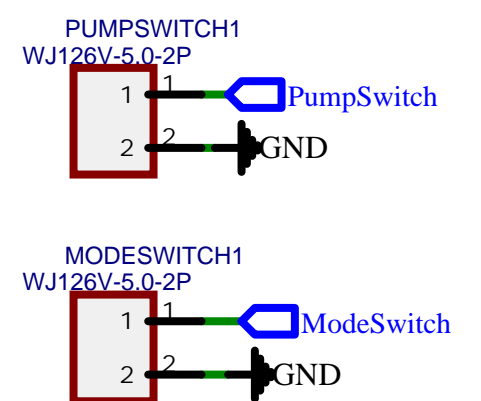 PUMPSWITCH1
WJ126V-5.0-2P
1 1 PumpSwitch
2 2 GND
MODESWITCH1
WJ126V-5.0-2P
1 1 ModeSwitch
2 2 GND